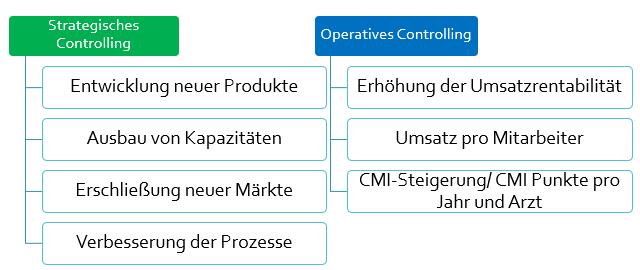 Strategisches
Controlling
Entwicklung neuer Produkte
Ausbau von Kapazitäten
Erschließung neuer Märkte
Verbesserung der Prozesse
Operatives Controlling
Erhöhung der Umsatzrentabilität
Umsatz pro Mitarbeiter
CMI-Steigerung/ CMI Punkte pro
Jahr und Arzt